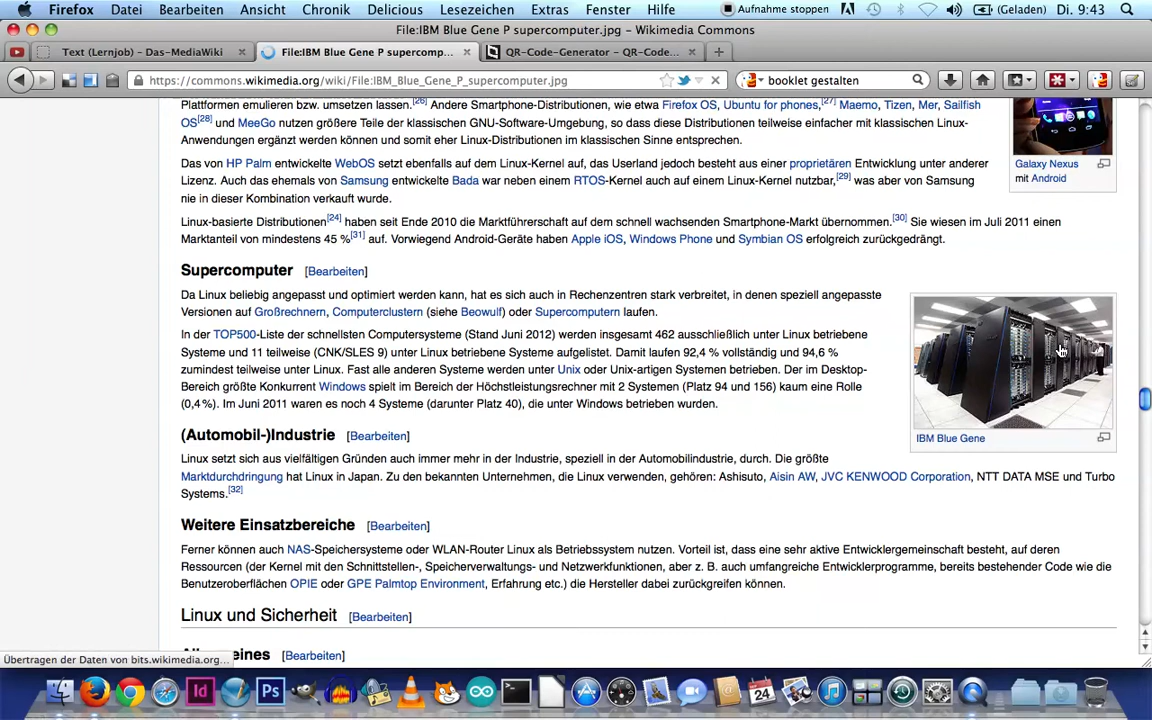 Firefox Datei Bearbeiten Ansicht Chronik Delicious Lesezeichen Extras Fenster Hilfe Aufnahme stoppen (Geladen) Di. 9:43
File:IBM Blue Gene P supercomputer.jpg – Wikimedia Commons
Text (Lernjob) – Das-MediaWiki File:IBM Blue Gene P supercomp... QR-Code-Generator – QR-Code...
https://commons.wikimedia.org/wiki/File:IBM_Blue_Gene_P_supercomputer.jpg booklet gestalten
Plattformen emulieren bzw. umsetzen lassen.[26] Andere Smartphone-Distributionen, wie etwa Firefox OS, Ubuntu for phones,[27] Maemo, Tizen, Mer, Sailfish
OS[28] und MeeGo nutzen größere Teile der klassischen GNU-Software-Umgebung, so dass diese Distributionen teilweise einfacher mit klassischen Linux-
Anwendungen ergänzt werden können und somit eher Linux-Distributionen im klassischen Sinne entsprechen.
Das von HP Palm entwickelte WebOS setzt ebenfalls auf dem Linux-Kernel auf, das Userland jedoch besteht aus einer proprietären Entwicklung unter anderer
Lizenz. Auch das ehemals von Samsung entwickelte Bada war neben einem RTOS-Kernel auch auf einem Linux-Kernel nutzbar,[29] was aber von Samsung
nie in dieser Kombination verkauft wurde.
Galaxy Nexus
mit Android
Linux-basierte Distributionen[24] haben seit Ende 2010 die Marktführerschaft auf dem schnell wachsenden Smartphone-Markt übernommen.[30] Sie wiesen im Juli 2011 einen
Marktanteil von mindestens 45 %[31] auf. Vorwiegend Android-Geräte haben Apple iOS, Windows Phone und Symbian OS erfolgreich zurückgedrängt.
Supercomputer [Bearbeiten]
Da Linux beliebig angepasst und optimiert werden kann, hat es sich auch in Rechenzentren stark verbreitet, in denen speziell angepasste
Versionen auf Großrechnern, Computerclustern (siehe Beowulf) oder Supercomputern laufen.
In der TOP500-Liste der schnellsten Computersysteme (Stand Juni 2012) werden insgesamt 462 ausschließlich unter Linux betriebene
Systeme und 11 teilweise (CNK/SLES 9) unter Linux betriebene Systeme aufgelistet. Damit laufen 92,4 % vollständig und 94,6 %
zumindest teilweise unter Linux. Fast alle anderen Systeme werden unter Unix oder Unix-artigen Systemen betrieben. Der im Desktop-
Bereich größte Konkurrent Windows spielt im Bereich der Höchstleistungsrechner mit 2 Systemen (Platz 94 und 156) kaum eine Rolle
(0,4 %). Im Juni 2011 waren es noch 4 Systeme (darunter Platz 40), die unter Windows betrieben wurden.
IBM Blue Gene
(Automobil-)Industrie [Bearbeiten]
Linux setzt sich aus vielfältigen Gründen auch immer mehr in der Industrie, speziell in der Automobilindustrie, durch. Die größte
Marktdurchdringung hat Linux in Japan. Zu den bekannten Unternehmen, die Linux verwenden, gehören: Ashisuto, Aisin AW, JVC KENWOOD Corporation, NTT DATA MSE und Turbo
Systems.[32]
Weitere Einsatzbereiche [Bearbeiten]
Ferner können auch NAS-Speichersysteme oder WLAN-Router Linux als Betriebssystem nutzen. Vorteil ist, dass eine sehr aktive Entwicklergemeinschaft besteht, auf deren
Ressourcen (der Kernel mit den Schnittstellen-, Speicherverwaltungs- und Netzwerkfunktionen, aber z. B. auch umfangreiche Entwicklerprogramme, bereits bestehender Code wie die
Benutzeroberflächen OPIE oder GPE Palmtop Environment, Erfahrung etc.) die Hersteller dabei zurückgreifen können.
Linux und Sicherheit [Bearbeiten]
eines [Bearbeiten]
Übertragen der Daten von bits.wikimedia.org...
Id Ps 24